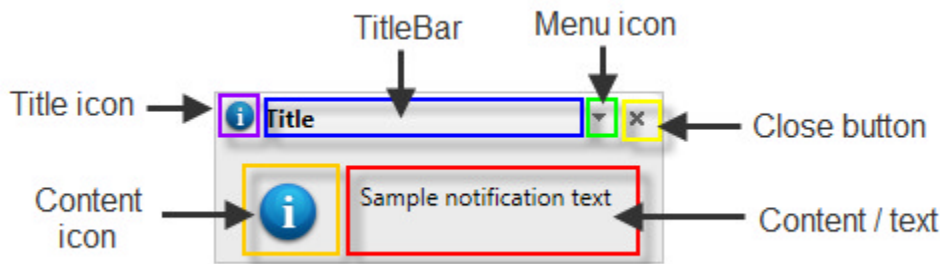 TitleBar
Menu icon
Title icon
Title
Close button
Content
icon
Sample notification text
Content / text